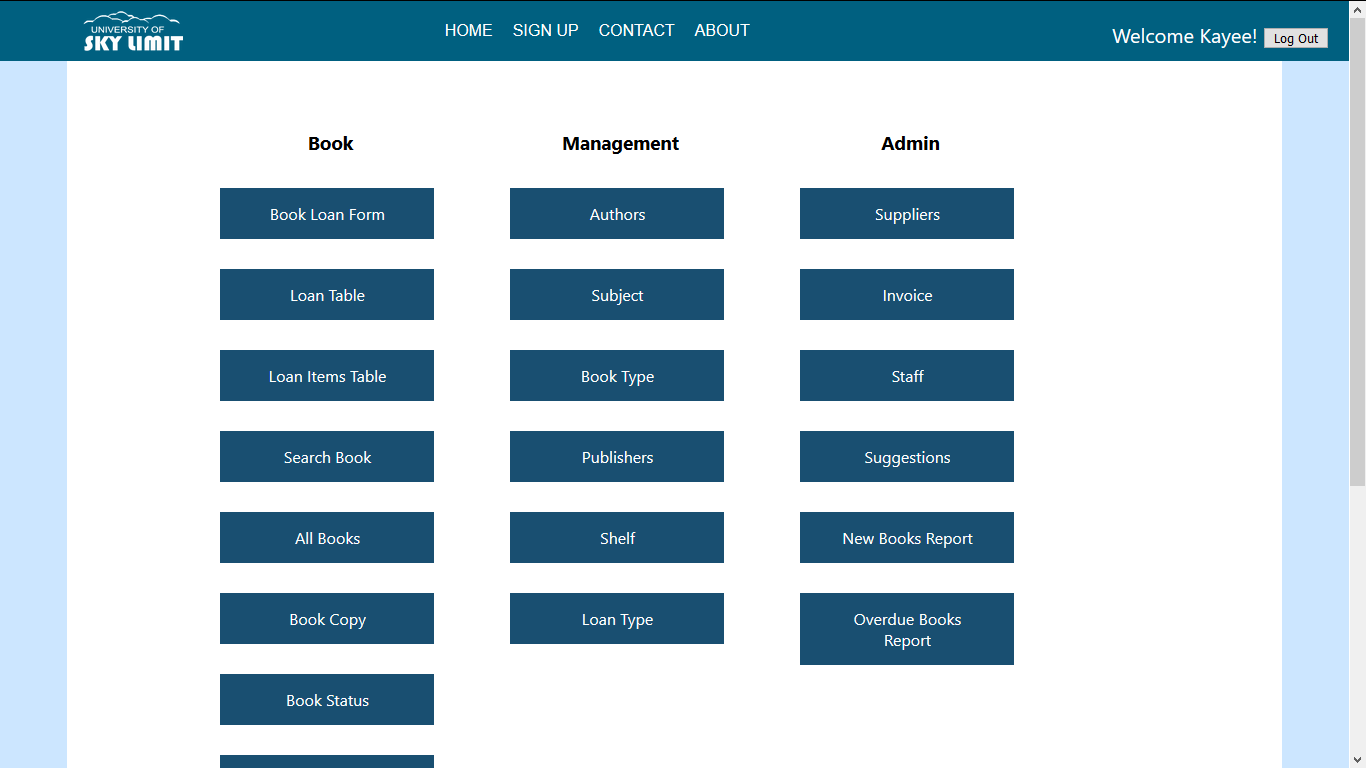 UNIVERSITY OF
SKY LIMIT
HOME SIGN UP CONTACT ABOUT
Welcome Kayee! Log Out
Book
Book Loan Form
Loan Table
Loan Items Table
Search Book
All Books
Book Copy
Book Status
Management
Authors
Subject
Book Type
Publishers
Shelf
Loan Type
Admin
Suppliers
Invoice
Staff
Suggestions
New Books Report
Overdue Books
Report